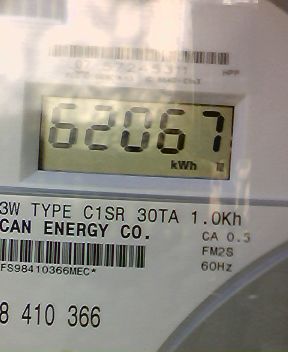 62067
kWh
3W TYPE C1SR 30TA 1.0Kh
CAN ENERGY CO.
CA 0.5
FM2S
60Hz
FS98410366MEC*
8 410 366